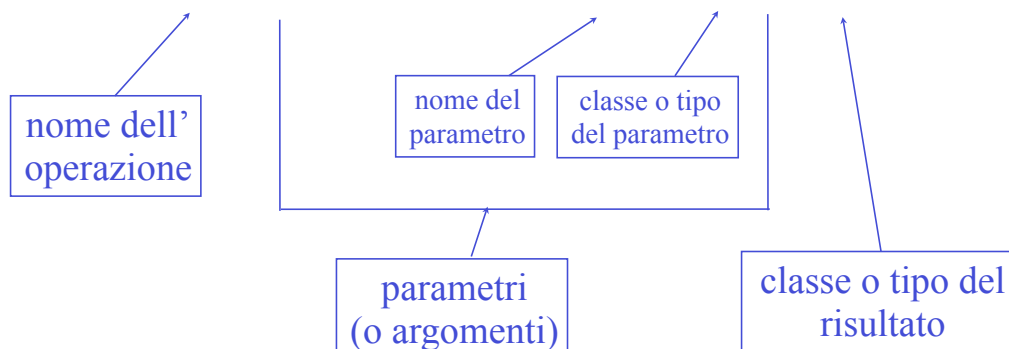 nome del
parametro
classe o tipo
del parametro
nome dell’
operazione
parametri
(o argomenti)
classe o tipo del
risultato